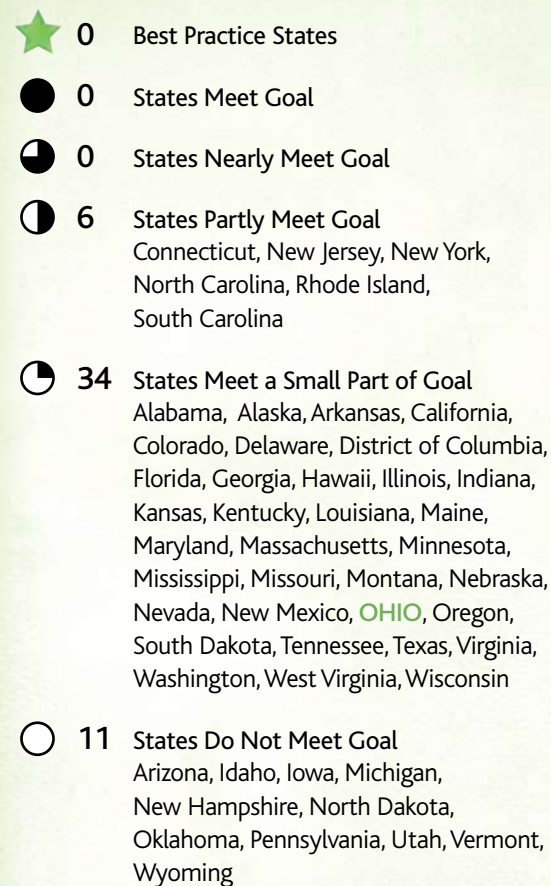 0 Best Practice States
0 States Meet Goal
0 States Nearly Meet Goal
6 States Partly Meet Goal
Connecticut, New Jersey, New York,
North Carolina, Rhode Island,
South Carolina
34 States Meet a Small Part of Goal
Alabama, Alaska, Arkansas, California,
Colorado, Delaware, District of Columbia,
Florida, Georgia, Hawaii, Illinois, Indiana,
Kansas, Kentucky, Louisiana, Maine,
Maryland, Massachusetts, Minnesota,
Mississippi, Missouri, Montana, Nebraska,
Nevada, New Mexico, OHIO, Oregon,
South Dakota, Tennessee, Texas, Virginia,
Washington, West Virginia, Wisconsin
11 States Do Not Meet Goal
Arizona, Idaho, Iowa, Michigan,
New Hampshire, North Dakota,
Oklahoma, Pennsylvania, Utah, Vermont,
Wyoming